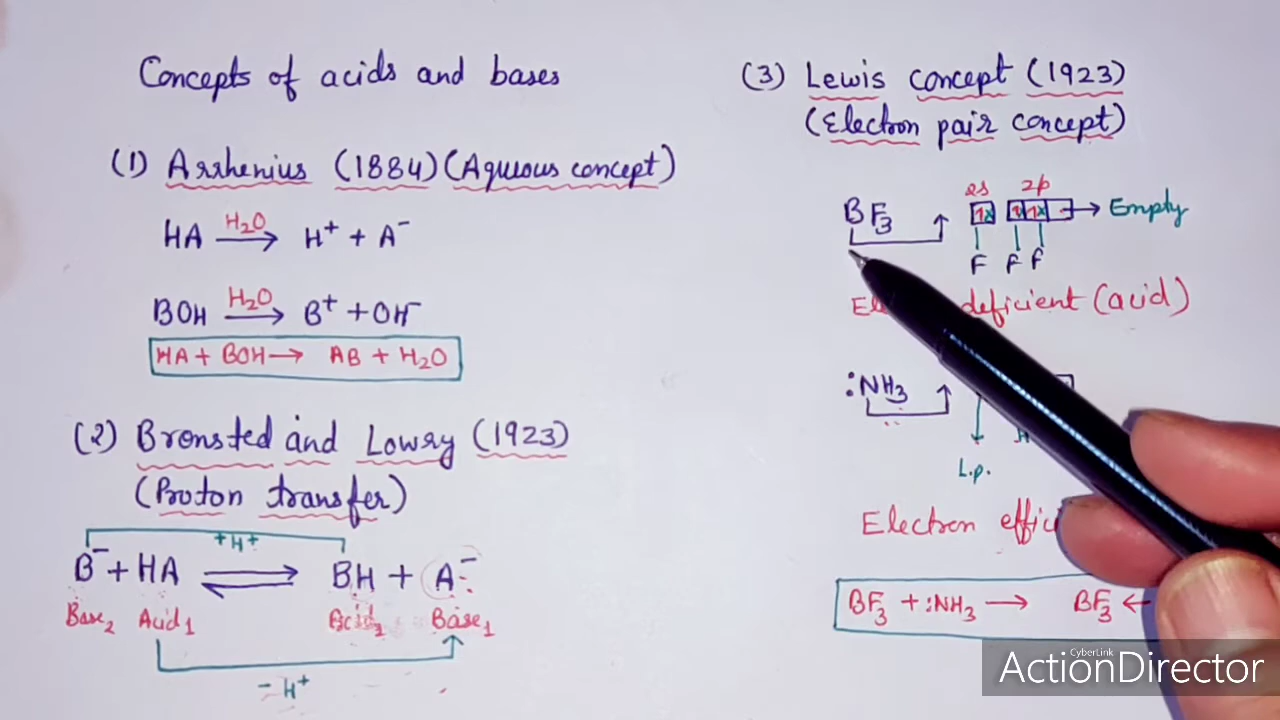 Concepts of acids and bases
(1) Arrhenius (1884) (Aqueous concept)
HA H₂O → H⁺ + A⁻
BOH H₂O → B⁺ + OH⁻
HA + BOH → AB + H₂O
(2) Bronsted and Lowry (1923)
(Proton transfer)
+H⁺
B⁻ + HA ⇌ BH + A⁻
Base₂ Acid₁ Acid₂ Base₁
- H⁺
(3) Lewis concept (1923)
(Electron pair concept)
2s 2p
BF₃ → Empty
F F F
deficient (acid)
:NH₃
L.p.
Electron
BF₃ + :NH₃ → BF₃ ←
CyberLink
ActionDirector